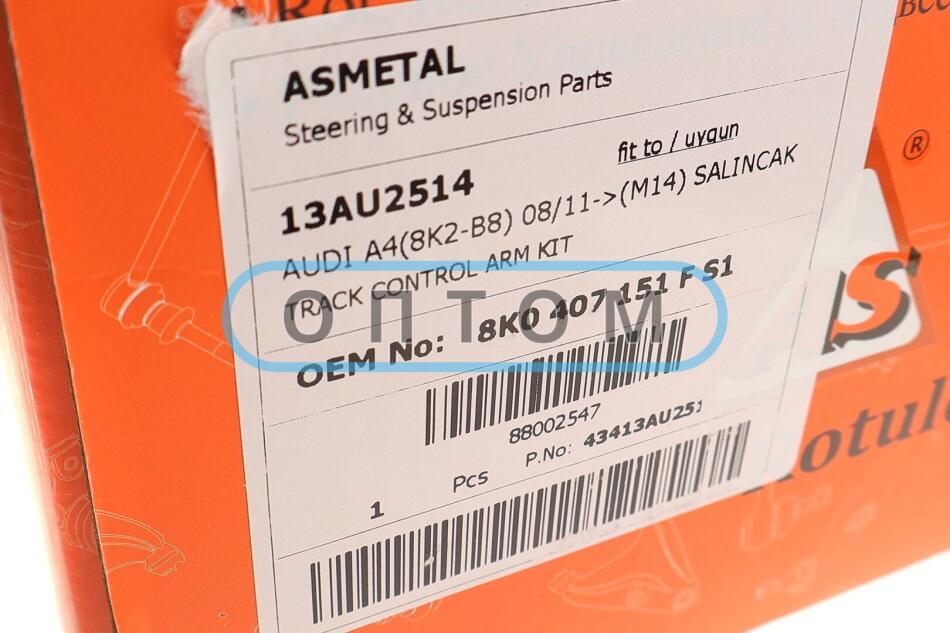 ASMETAL
Steering & Suspension Parts
fit to / uygun
13AU2514
AUDI A4(8K2-B8) 08/11->(M14) SALINCAK
TRACK CONTROL ARM KIT
ОПТОМ
OEM No: 8K0 407 151 F S1
88002547
P.No: 43413AU251
1 Pcs
®